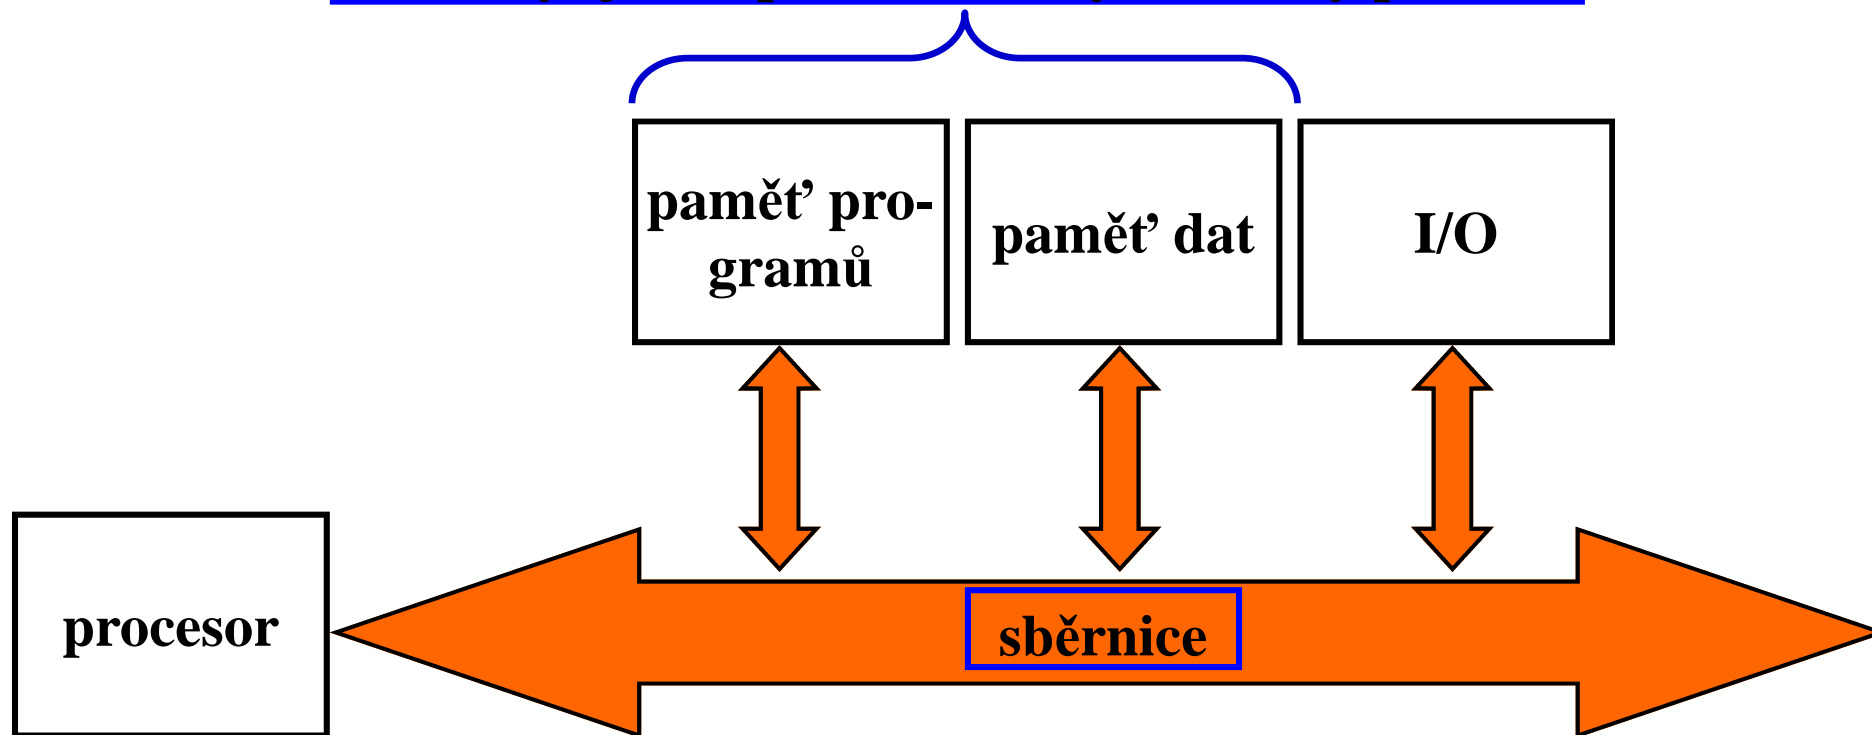 paměť pro-
gramů
paměť dat
I/O
procesor
sběrnice